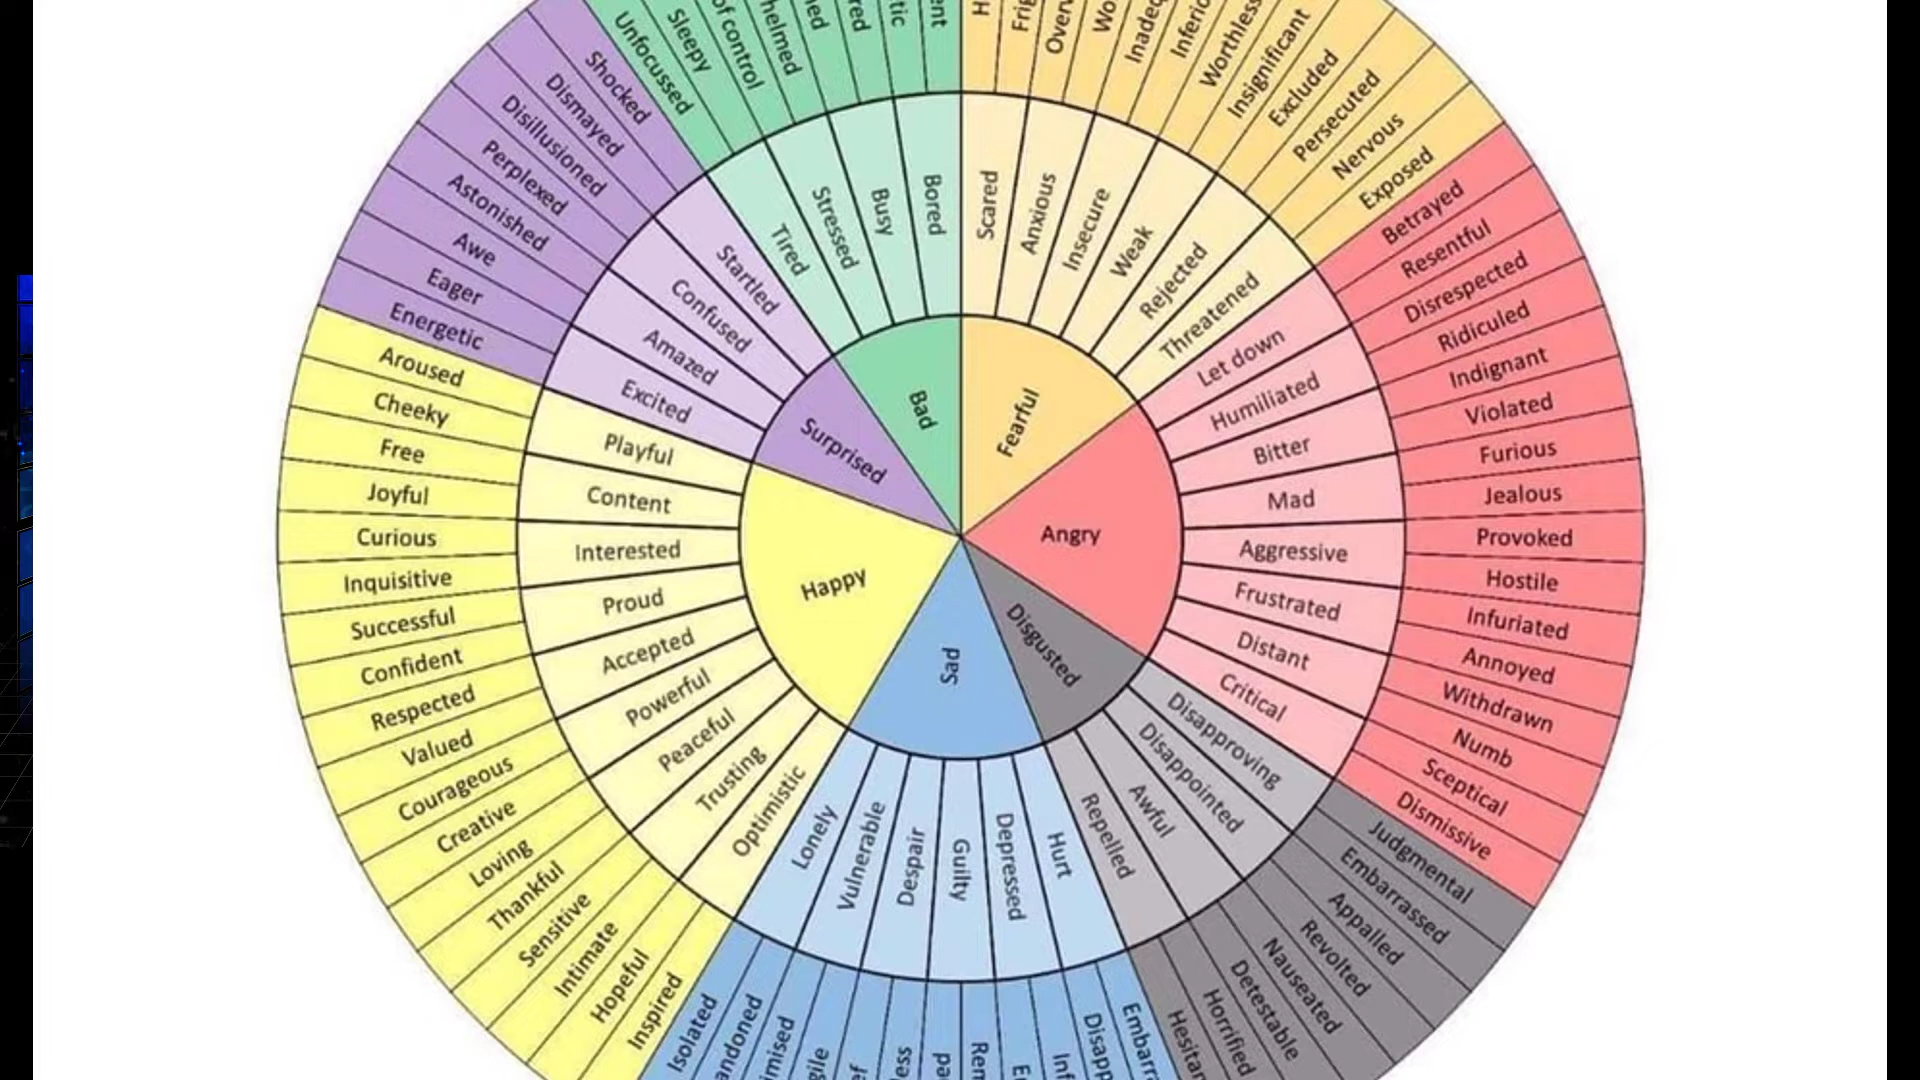 Fearful
Angry
Disgusted
Sad
Happy
Surprised
Bad
Scared
Anxious
Insecure
Weak
Rejected
Threatened
Let down
Humiliated
Bitter
Mad
Aggressive
Frustrated
Distant
Critical
Disapproving
Disappointed
Awful
Repelled
Hurt
Depressed
Guilty
Despair
Vulnerable
Lonely
Optimistic
Trusting
Peaceful
Powerful
Accepted
Proud
Interested
Content
Playful
Excited
Amazed
Confused
Startled
Tired
Stressed
Busy
Bored
Worthless
Insignificant
Excluded
Persecuted
Nervous
Exposed
Betrayed
Resentful
Disrespected
Ridiculed
Indignant
Violated
Furious
Jealous
Provoked
Hostile
Infuriated
Annoyed
Withdrawn
Numb
Sceptical
Dismissive
Judgmental
Embarrassed
Appalled
Revolted
Nauseated
Detestable
Horrified
Isolated
Inspired
Hopeful
Intimate
Sensitive
Thankful
Loving
Creative
Courageous
Valued
Respected
Confident
Successful
Inquisitive
Curious
Joyful
Free
Cheeky
Aroused
Energetic
Eager
Awe
Astonished
Perplexed
Disillusioned
Dismayed
Shocked
Unfocussed
Sleepy
of control